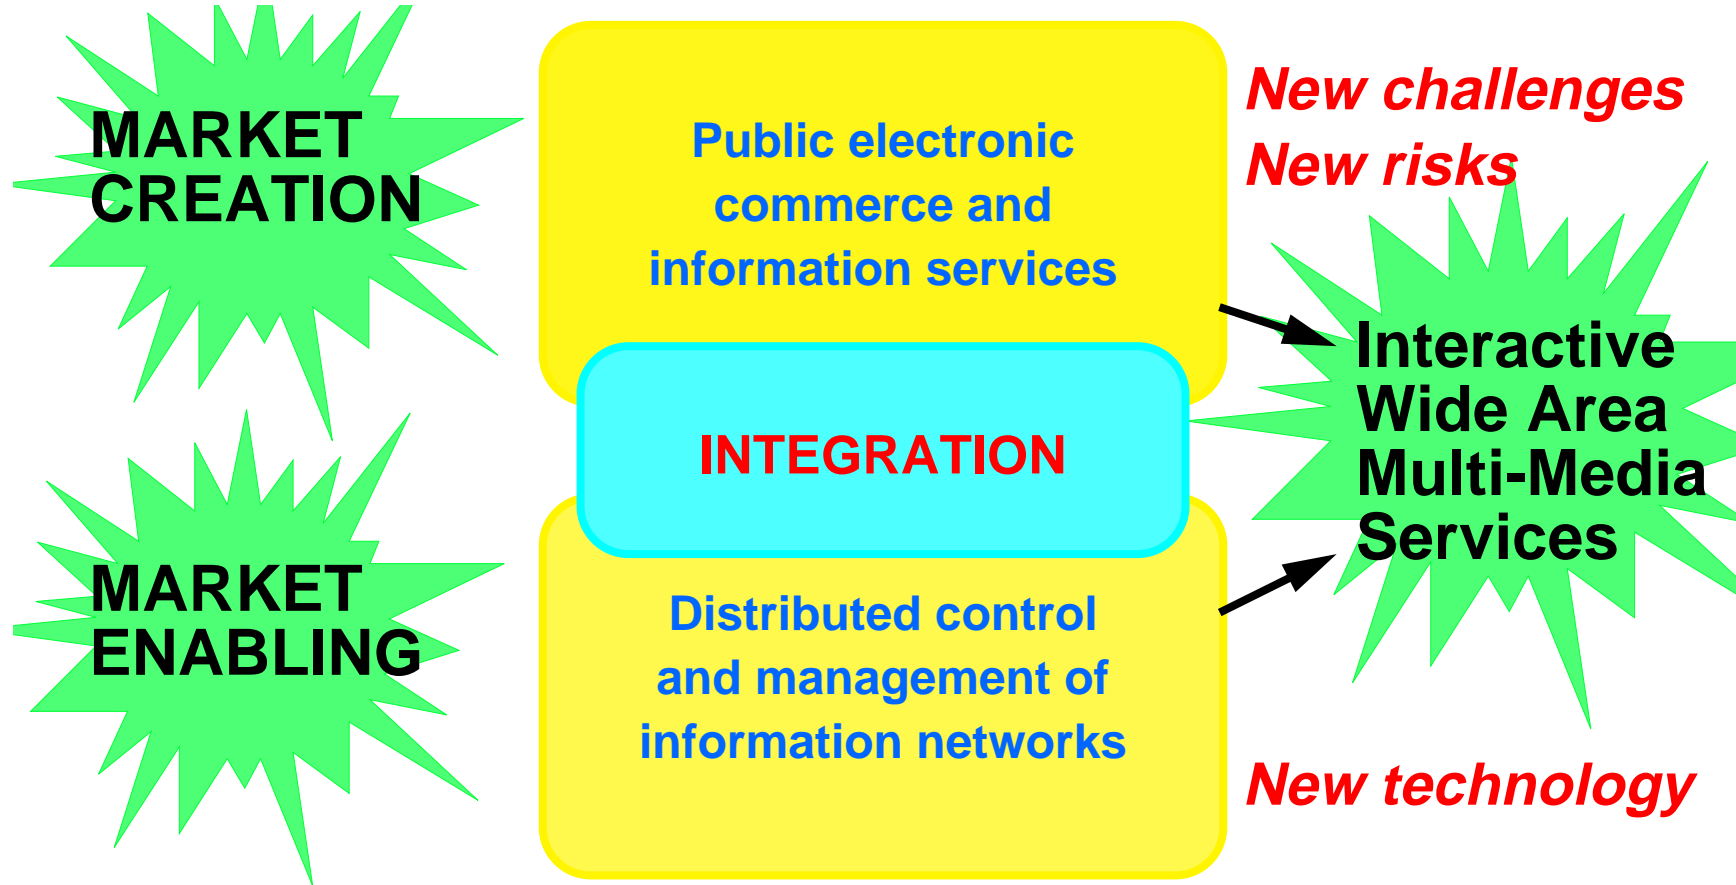 MARKET
CREATION
Public electronic
commerce and
information services
New challenges
New risks
INTEGRATION
Interactive
Wide Area
Multi-Media
Services
MARKET
ENABLING
Distributed control
and management of
information networks
New technology